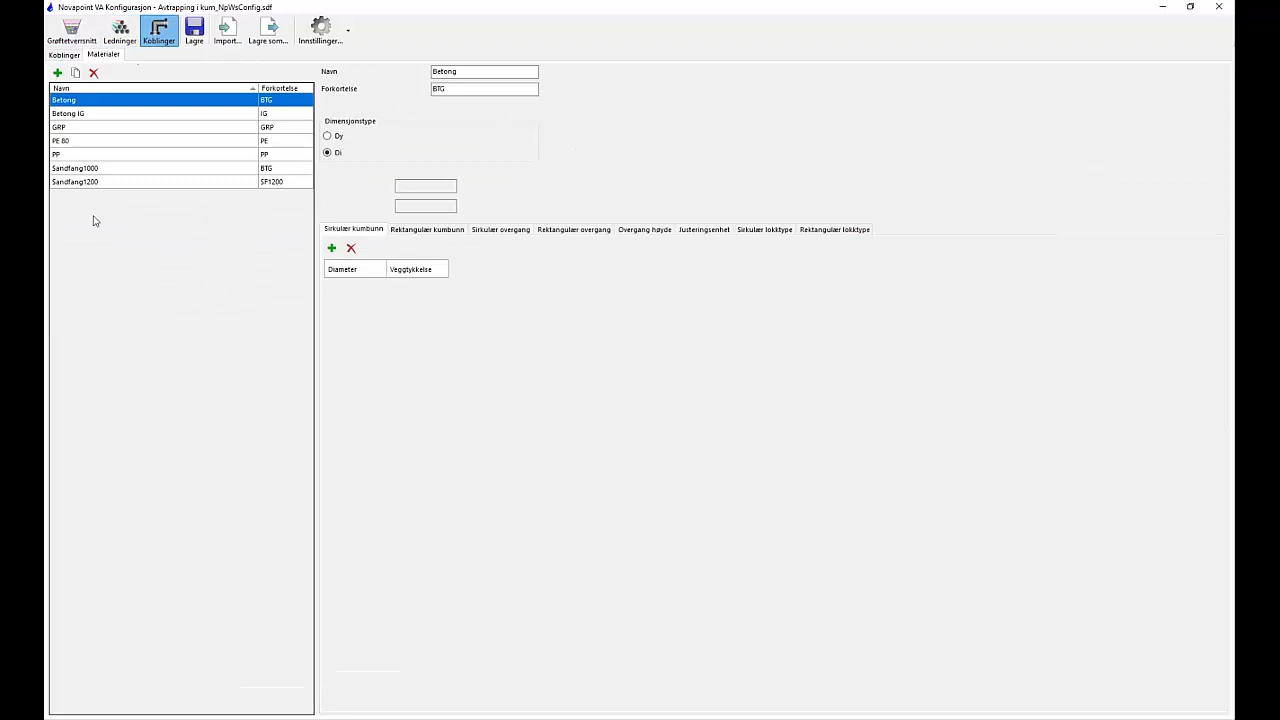 Novapoint VA Konfigurasjon - Avtrapping i kum_NpWsConfig.sdf
Grøftetverrsnitt Ledninger Koblinger Lagre Import... Lagre som... Innstillinger...
Koblinger Materialer
Navn Forkortelse
Betong BTG
Betong IG IG
GRP GRP
PE 80 PE
PP PP
Sandfang1000 BTG
Sandfang1200 SF1200
Navn Betong
Forkortelse BTG
Dimensjonstype
Dy
Di
Sirkulær kumbunn Rektangulær kumbunn Sirkulær overgang Rektangulær overgang Overgang høyde Justeringsenhet Sirkulær lokktype Rektangulær lokktype
Diameter Veggtykkelse